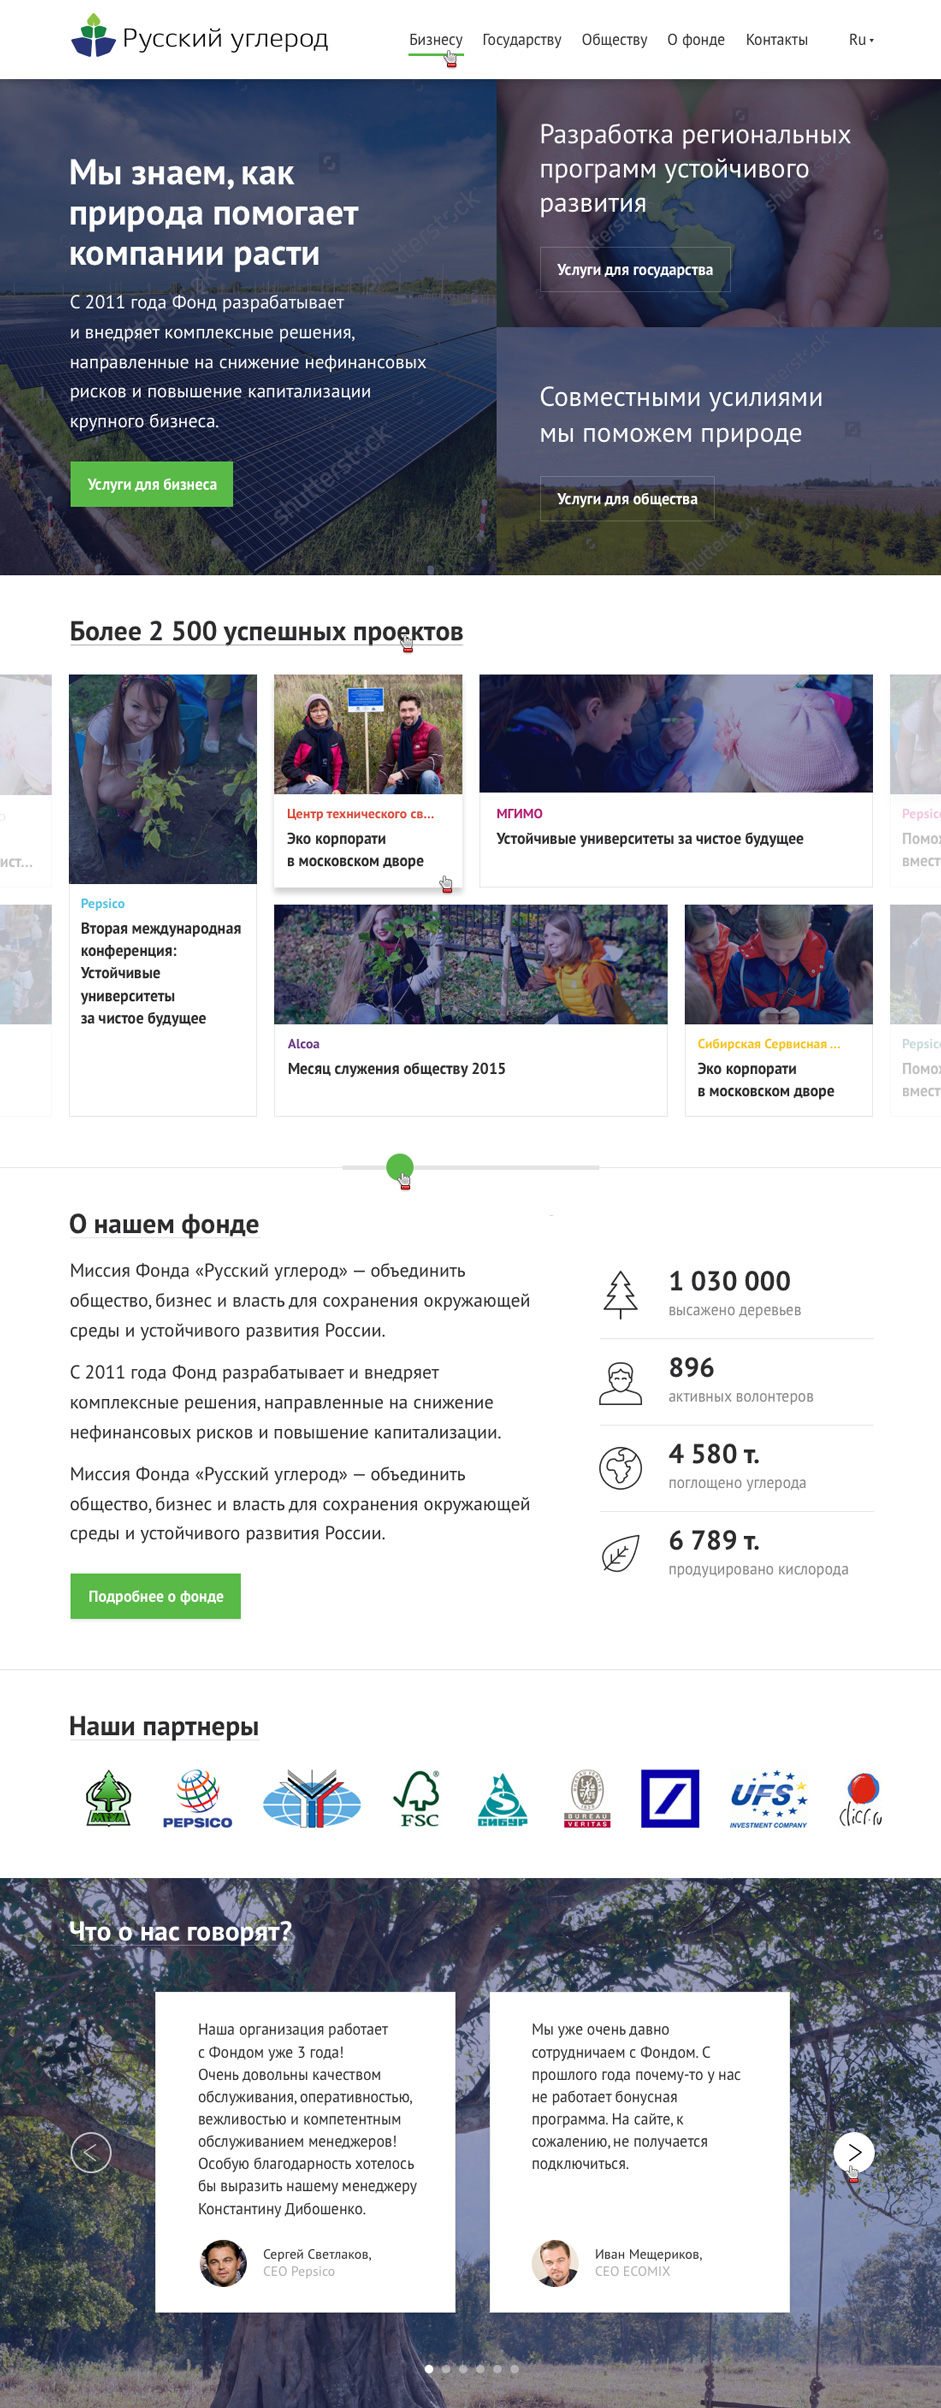 Русский углерод
Бизнесу Государству Обществу О фонде Контакты Ru
Мы знаем, как
природа помогает
компании расти
С 2011 года Фонд разрабатывает
и внедряет комплексные решения,
направленные на снижение нефинансовых
рисков и повышение капитализации
крупного бизнеса.
Услуги для бизнеса
Разработка региональных
программ устойчивого
развития
Услуги для государства
Совместными усилиями
мы поможем природе
Услуги для общества
shutterstock
shutterstock
shutterstock
shutterstock
shutterstock
shutterstock
shutterstock
Более 2 500 успешных проектов
ист...
Pepsico
Вторая международная
конференция:
Устойчивые
университеты
за чистое будущее
Центр технического св...
Эко корпорати
в московском дворе
МГИМО
Устойчивые университеты за чистое будущее
Pepsic
Помо
вмест
Alcoa
Месяц служения обществу 2015
Сибирская Сервисная ...
Эко корпорати
в московском дворе
Pepsic
Помо
вмест
О нашем фонде
Миссия Фонда «Русский углерод» — объединить
общество, бизнес и власть для сохранения окружающей
среды и устойчивого развития России.
С 2011 года Фонд разрабатывает и внедряет
комплексные решения, направленные на снижение
нефинансовых рисков и повышение капитализации.
Миссия Фонда «Русский углерод» — объединить
общество, бизнес и власть для сохранения окружающей
среды и устойчивого развития России.
Подробнее о фонде
1 030 000
высажено деревьев
896
активных волонтеров
4 580 т.
поглощено углерода
6 789 т.
продуцировано кислорода
Наши партнеры
PEPSICO
FSC ®
СИБУР
BUREAU
VERITAS
UFS
INVESTMENT COMPANY
Что о нас говорят?
Наша организация работает
с Фондом уже 3 года!
Очень довольны качеством
обслуживания, оперативностью,
вежливостью и компетентным
обслуживанием менеджеров!
Особую благодарность хотелось
бы выразить нашему менеджеру
Константину Дибошенко.
Сергей Светлаков,
CEO Pepsico
Мы уже очень давно
сотрудничаем с Фондом. С
прошлого года почему-то у нас
не работает бонусная
программа. На сайте, к
сожалению, не получается
подключиться.
Иван Мещериков,
CEO ECOMIX